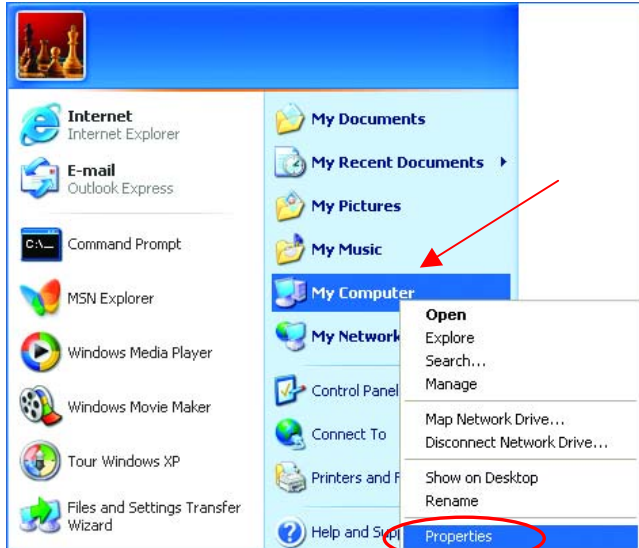 Internet
Internet Explorer
E-mail
Outlook Express
C:\_
Command Prompt
MSN Explorer
Windows Media Player
Windows Movie Maker
Tour Windows XP
Files and Settings Transfer
Wizard
My Documents
My Recent Documents
My Pictures
My Music
My Computer
My Network
Control Panel
Connect To
Printers and F
Help and Sup
Open
Explore
Search...
Manage
Map Network Drive...
Disconnect Network Drive...
Show on Desktop
Rename
Properties